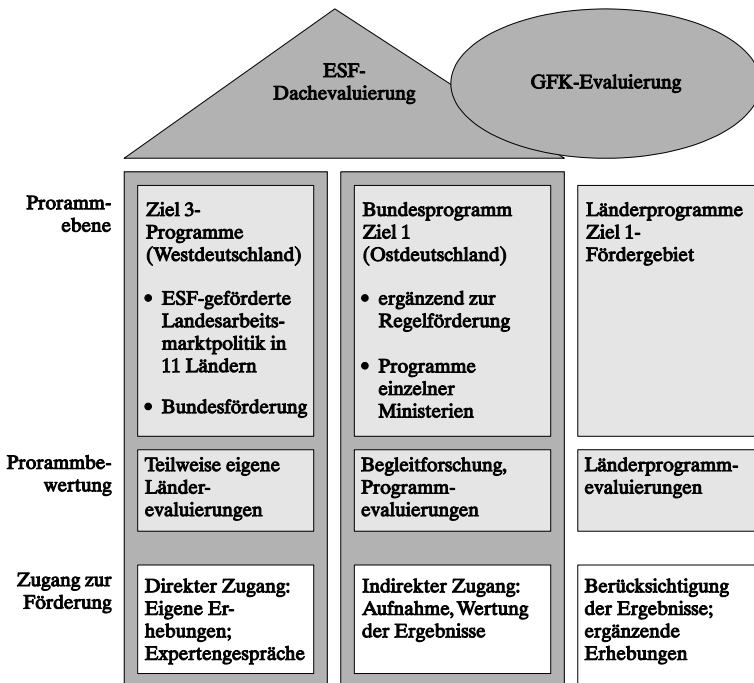 ESF-
Dachevaluierung
GFK-Evaluierung
Prorammm-
ebene
Ziel 3-
Programme
(Westdeutschland)
• ESF-geförderte
Landesarbeits-
marktpolitik in
11 Ländern
• Bundesförderung
Bundesprogramm
Ziel 1
(Ostdeutschland)
• ergänzend zur
Regelförderung
• Programme
einzelner
Ministerien
Länderprogramme
Ziel 1-
Fördergebiet
Prorammbe-
wertung
Teilweise eigene
Länder-
evaluierungen
Begleitforschung,
Programm-
evaluierungen
Länderprogramm-
evaluierungen
Zugang zur
Förderung
Direkter Zugang:
Eigene Er-
hebungen;
Expertengespräche
Indirekter Zugang:
Aufnahme, Wertung
der Ergebnisse
Berücksichtigung
der Ergebnisse;
ergänzende
Erhebungen